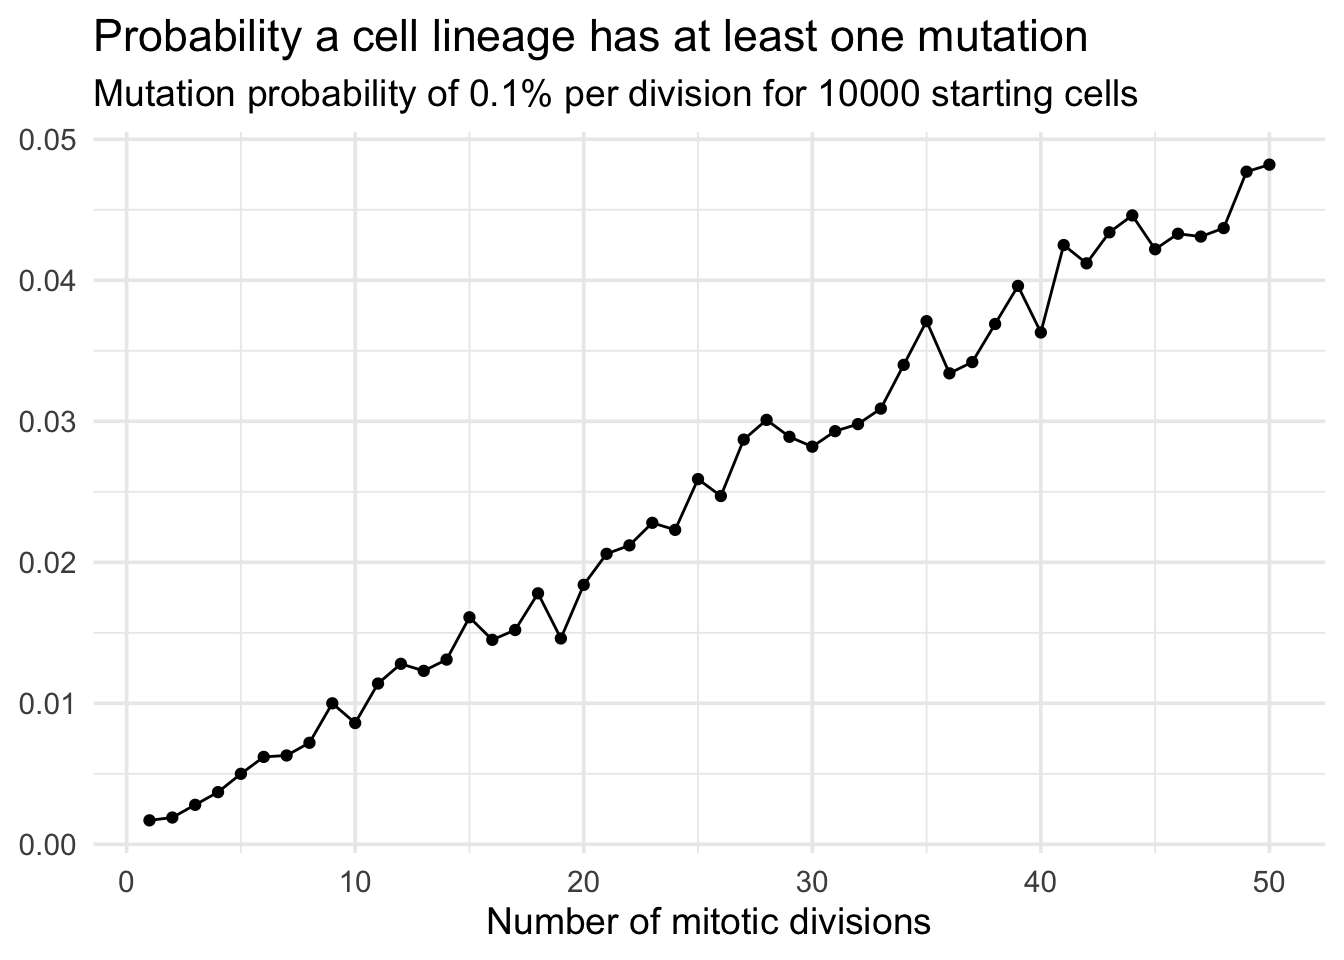 Probability a cell lineage has at least one mutation
Mutation probability of 0.1% per division for 10000 starting cells
0.05
0.04
0.03
0.02
0.01
0.00
0 10 20 30 40 50
Number of mitotic divisions